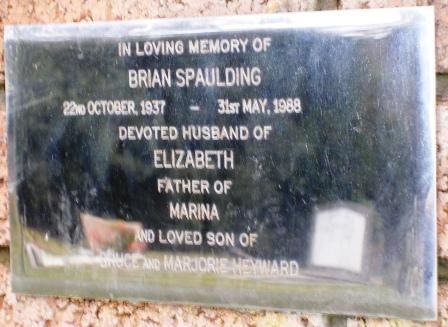 IN LOVING MEMORY OF
BRIAN SPAULDING
22ND OCTOBER, 1937 – 31ST MAY, 1988
DEVOTED HUSBAND OF
ELIZABETH
FATHER OF
MARINA
AND LOVED SON OF
BRUCE AND MARJORIE HEYWARD